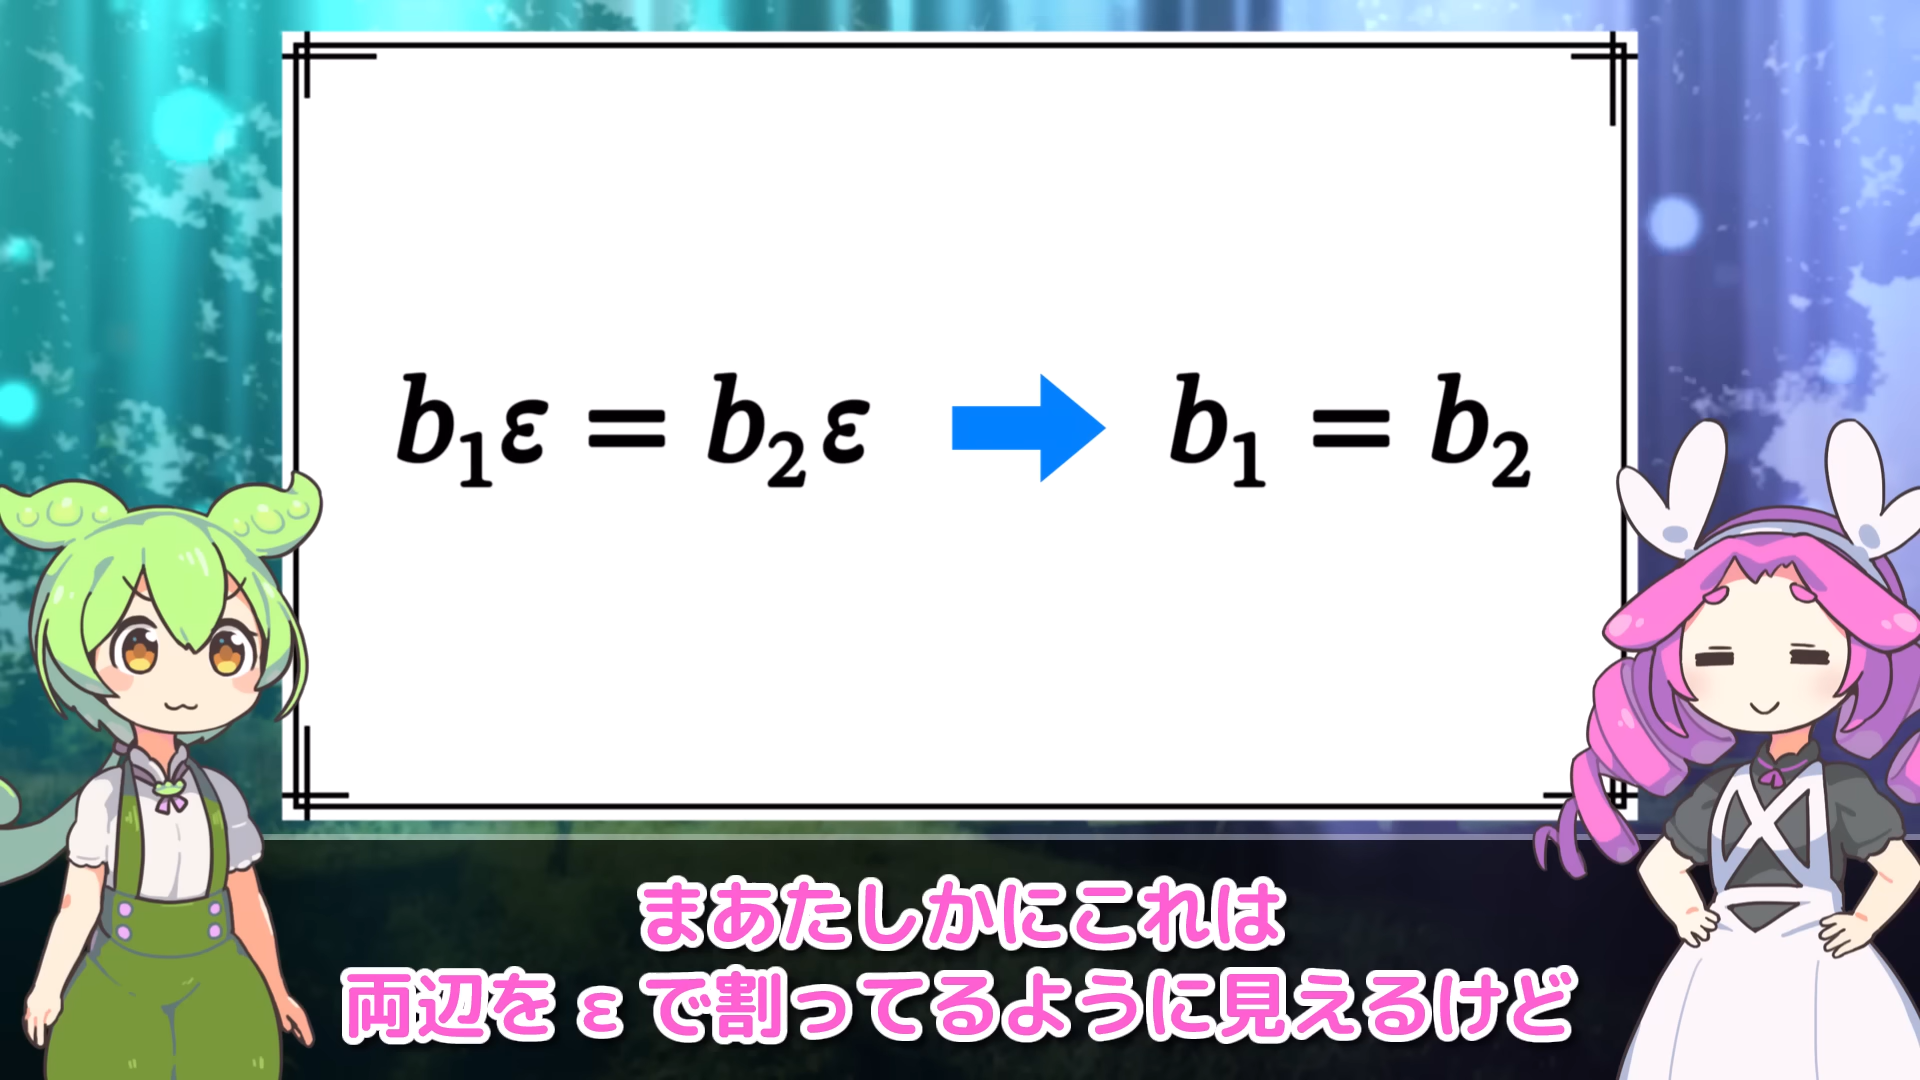 b₁ε = b₂ε ➡ b₁ = b₂
まあたしかにこれは
両辺を ε で割ってるように見えるけど